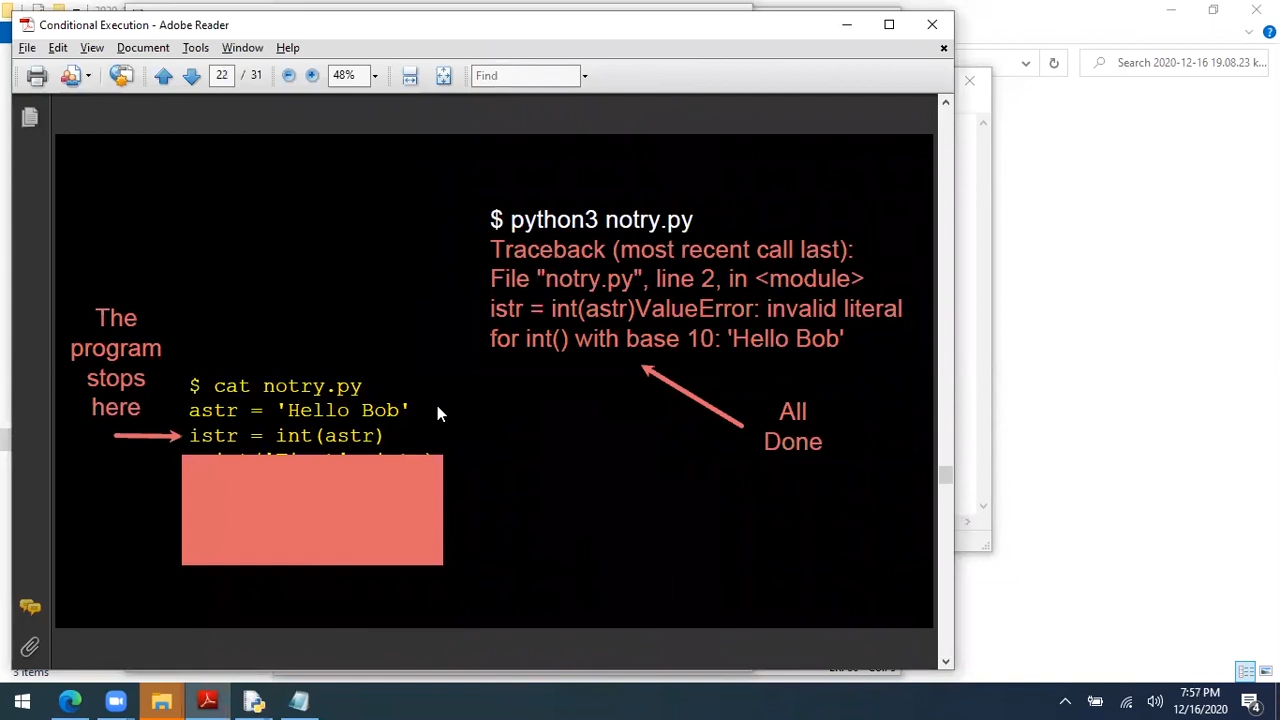 Conditional Execution - Adobe Reader
File Edit View Document Tools Window Help
22 / 31 48% Find
Search 2020-12-16 19.08.23 k...
$ python3 notry.py
Traceback (most recent call last):
File "notry.py", line 2, in <module>
istr = int(astr)ValueError: invalid literal
for int() with base 10: 'Hello Bob'
The
program
stops
here
$ cat notry.py
astr = 'Hello Bob'
istr = int(astr)
All
Done
3 items
7:57 PM
12/16/2020
4